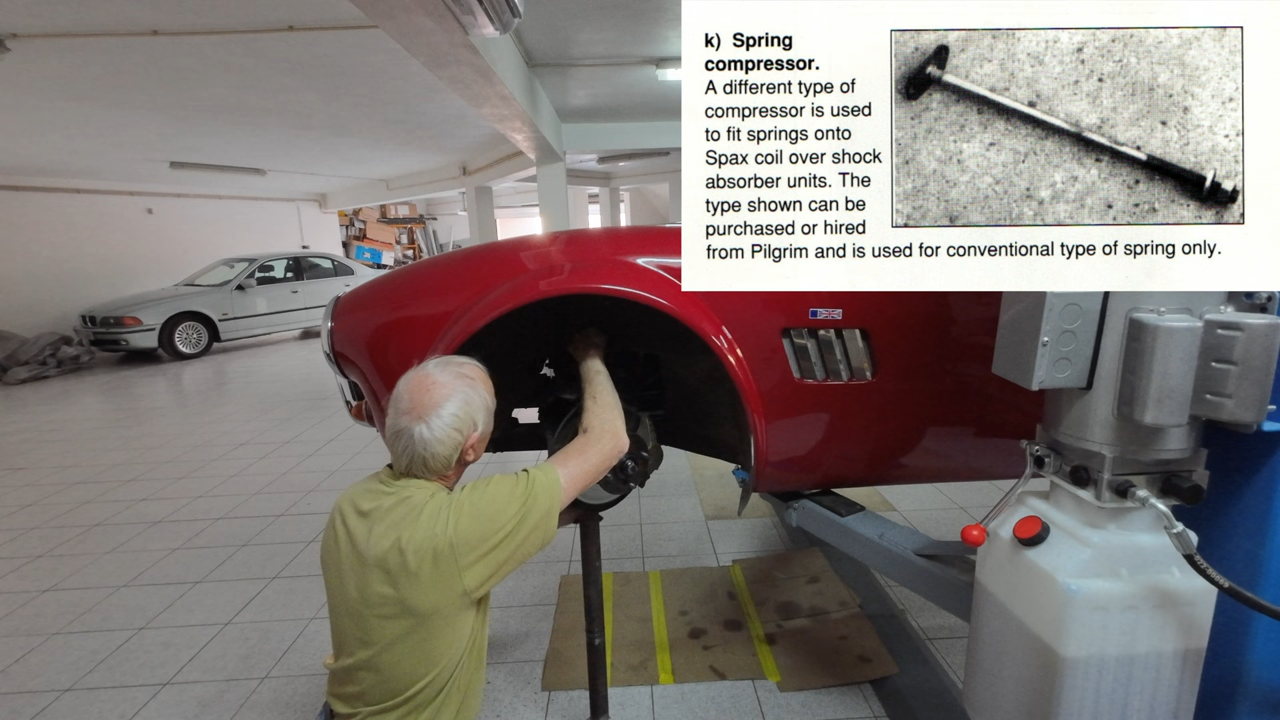 k) Spring
compressor.
A different type of
compressor is used
to fit springs onto
Spax coil over shock
absorber units. The
type shown can be
purchased or hired
from Pilgrim and is used for conventional type of spring only.